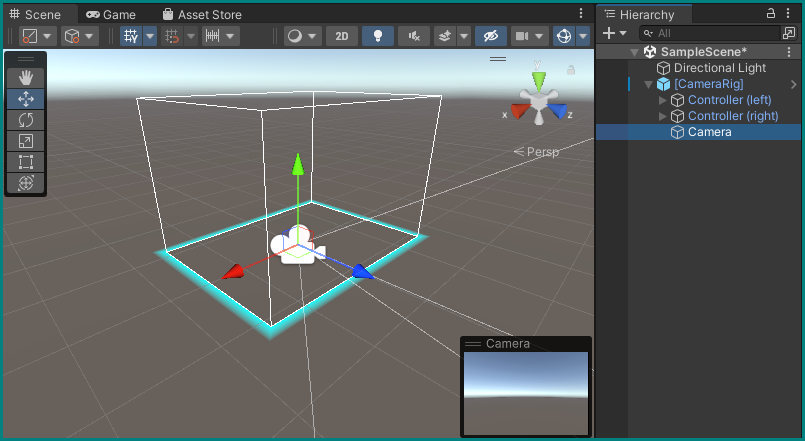 Scene
Game
Asset Store
2D
y
x
z
Persp
Camera
Hierarchy
All
SampleScene*
Directional Light
[CameraRig]
Controller (left)
Controller (right)
Camera